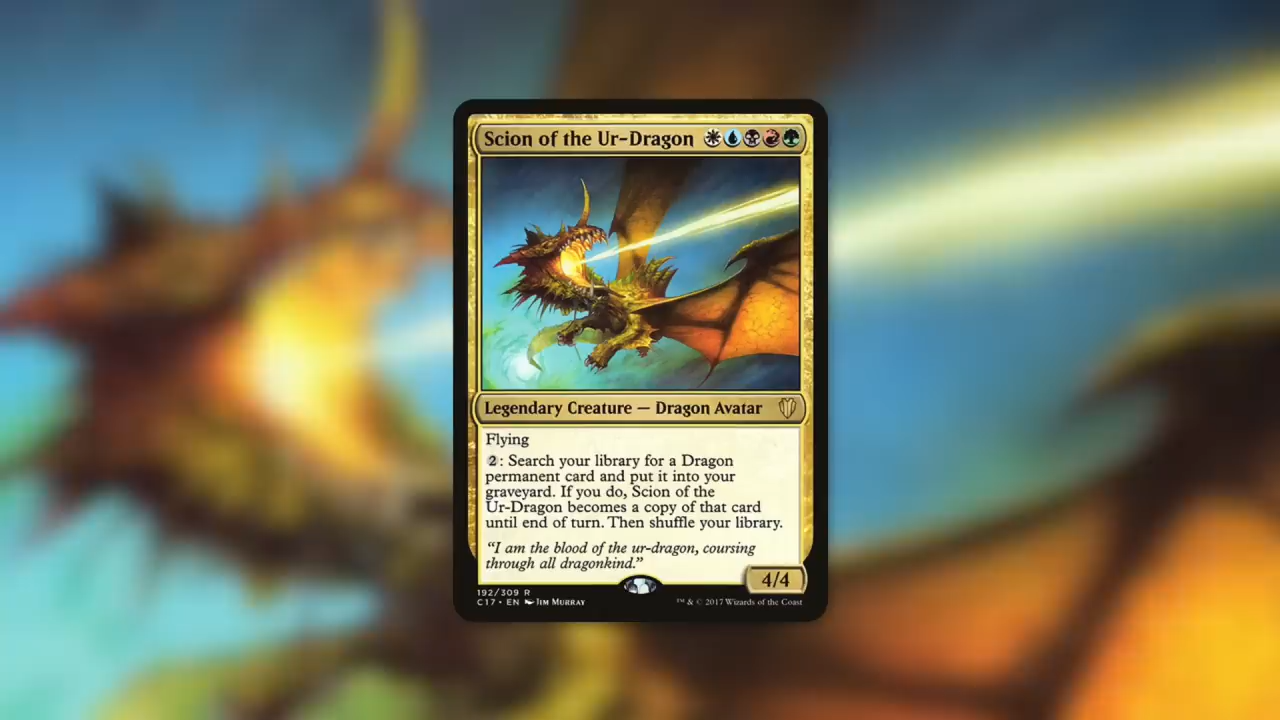 Scion of the Ur-Dragon
Legendary Creature — Dragon Avatar
Flying
2: Search your library for a Dragon
permanent card and put it into your
graveyard. If you do, Scion of the
Ur-Dragon becomes a copy of that card
until end of turn. Then shuffle your library.
"I am the blood of the ur-dragon, coursing
through all dragonkind."
4/4
192/309 R
C17 • EN Jim Murray
™ & © 2017 Wizards of the Coast